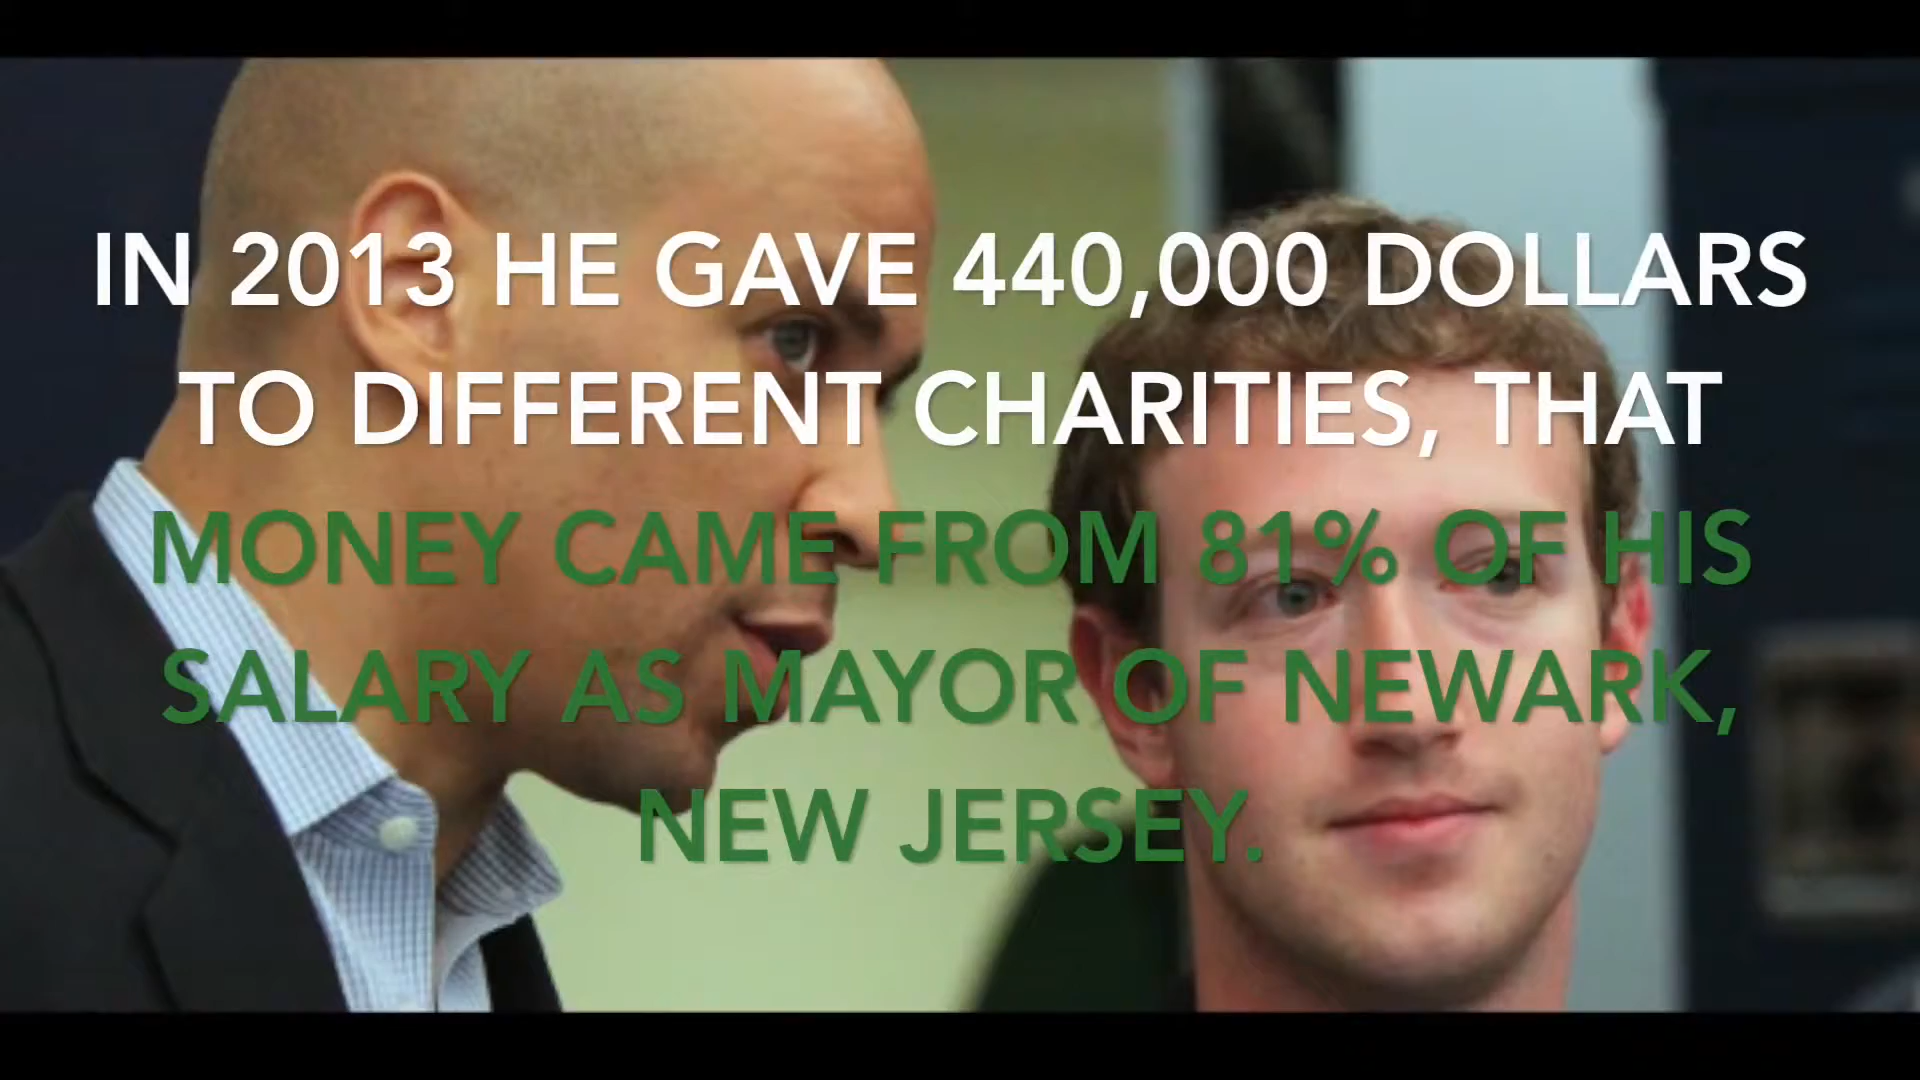 IN 2013 HE GAVE 440,000 DOLLARS
TO DIFFERENT CHARITIES, THAT
MONEY CAME FROM 81% OF HIS
SALARY AS MAYOR OF NEWARK,
NEW JERSEY.